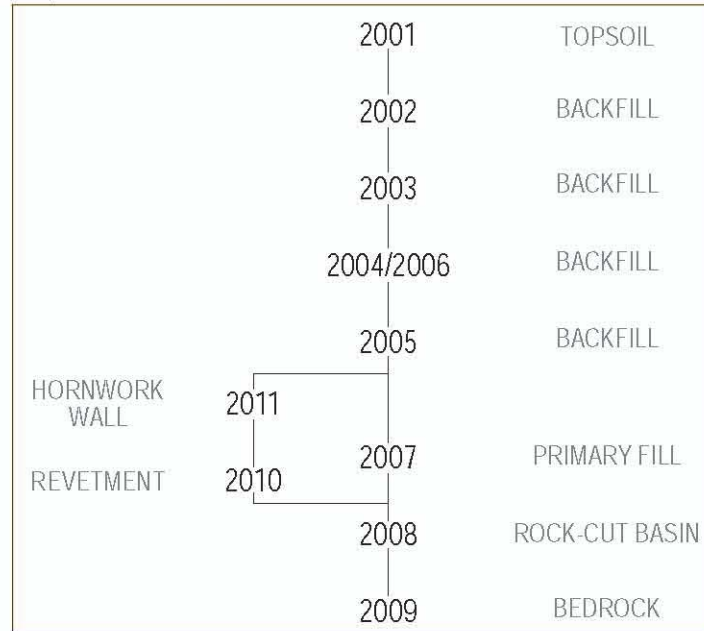 2001 TOPSOIL
2002 BACKFILL
2003 BACKFILL
2004/2006 BACKFILL
2005 BACKFILL
HORNWORK
WALL
2011
2007 PRIMARY FILL
REVETMENT 2010
2008 ROCK-CUT BASIN
2009 BEDROCK